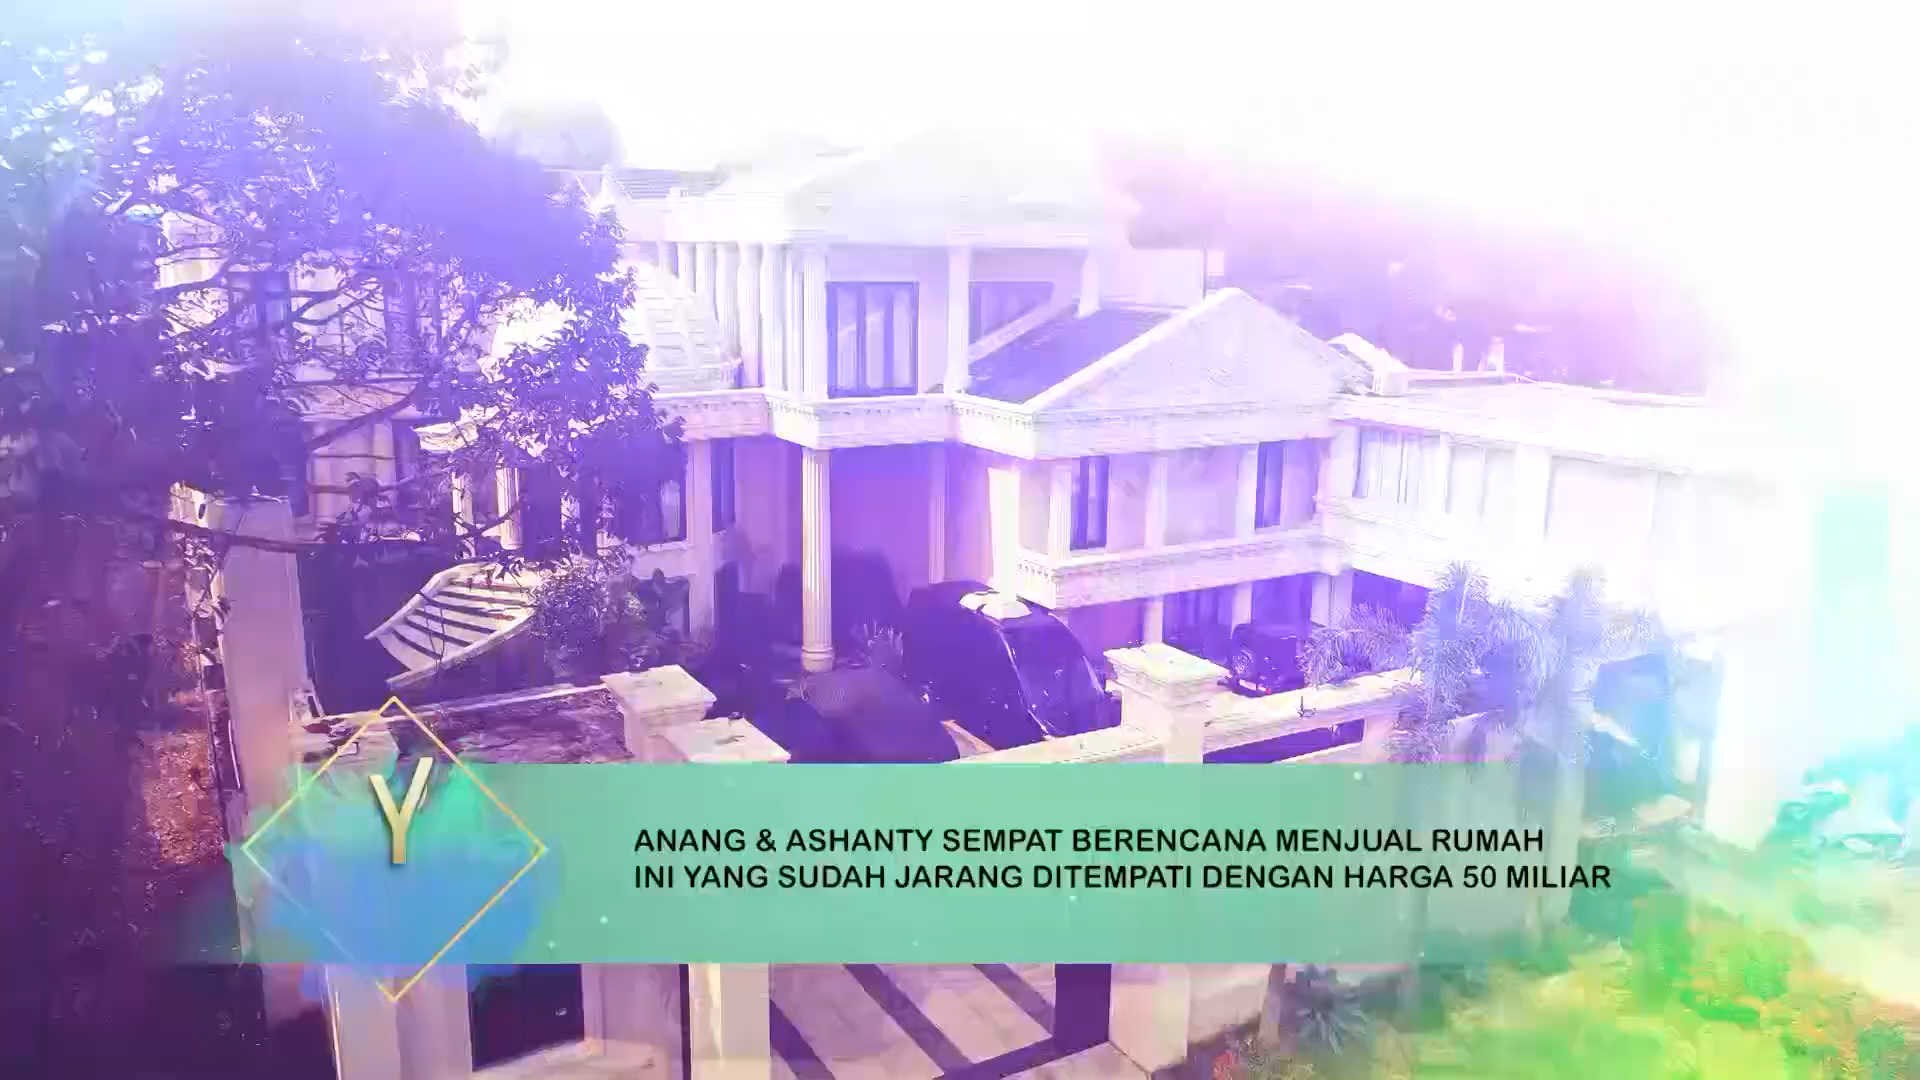 Y
ANANG & ASHANTY SEMPAT BERENCANA MENJUAL RUMAH
INI YANG SUDAH JARANG DITEMPATI DENGAN HARGA 50 MILIAR